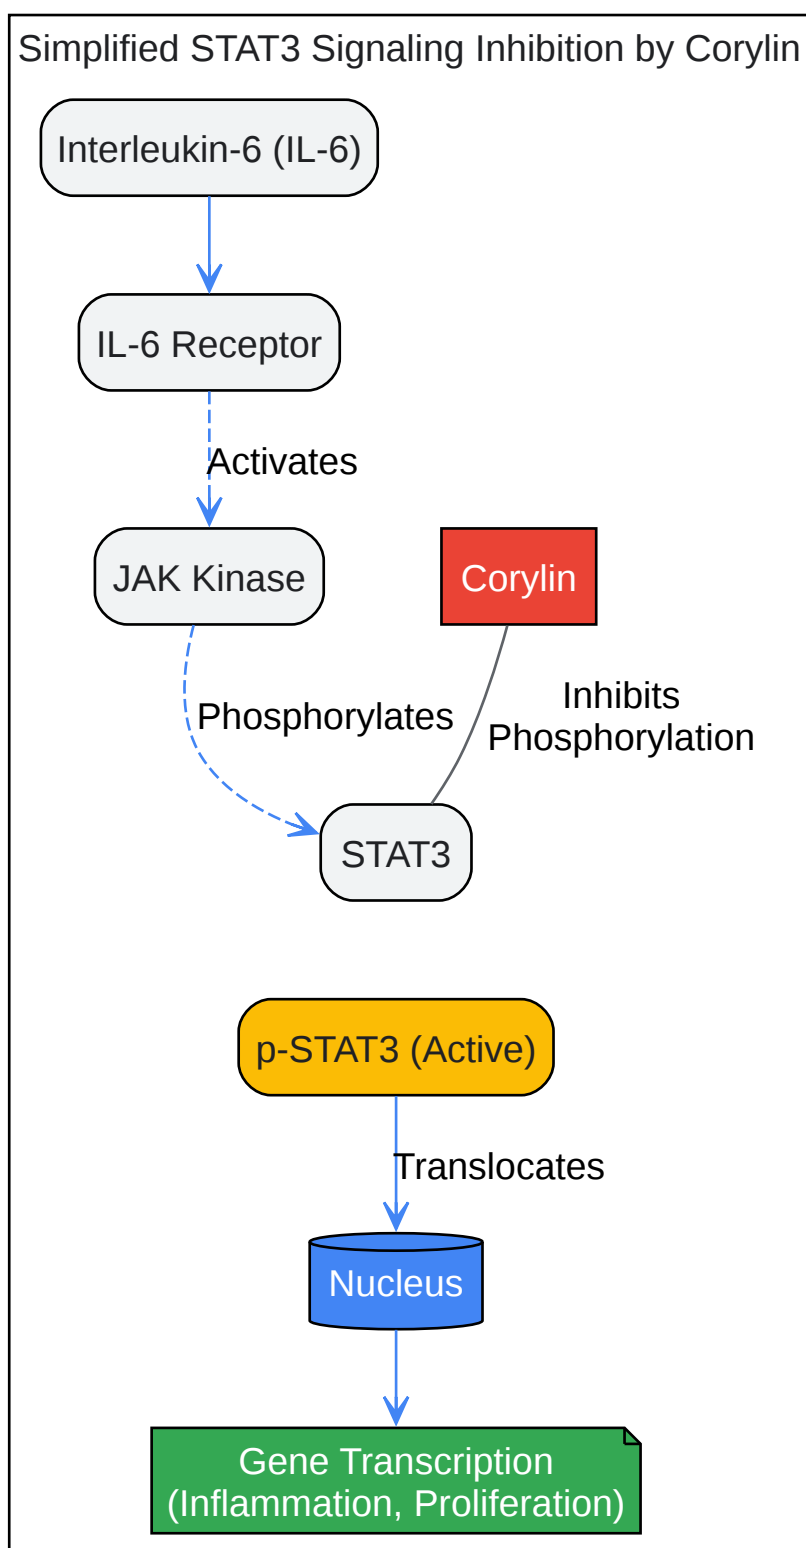 Simplified STAT3 Signaling Inhibition by Corylin
Interleukin-6 (IL-6)
IL-6 Receptor
Activates
JAK Kinase
Corylin
Phosphorylates
Inhibits
Phosphorylation
STAT3
p-STAT3 (Active)
Translocates
Nucleus
Gene Transcription
(Inflammation, Proliferation)